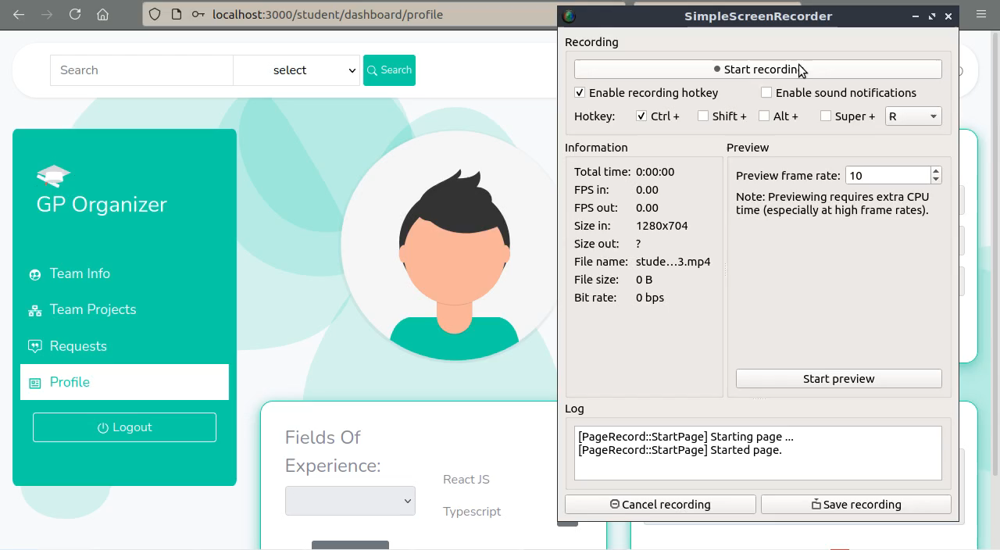 localhost:3000/student/dashboard/profile
SimpleScreenRecorder
Search
select
Search
GP Organizer
Team Info
Team Projects
Requests
Profile
Logout
Fields Of
Experience:
React JS
Typescript
Recording
Start recording
Enable recording hotkey
Enable sound notifications
Hotkey:
Ctrl +
Shift +
Alt +
Super +
R
Information
Total time: 0:00:00
FPS in: 0.00
FPS out: 0.00
Size in: 1280x704
Size out: ?
File name: stude...3.mp4
File size: 0 B
Bit rate: 0 bps
Preview
Preview frame rate: 10
Note: Previewing requires extra CPU
time (especially at high frame rates).
Start preview
Log
[PageRecord::StartPage] Starting page ...
[PageRecord::StartPage] Started page.
Cancel recording
Save recording